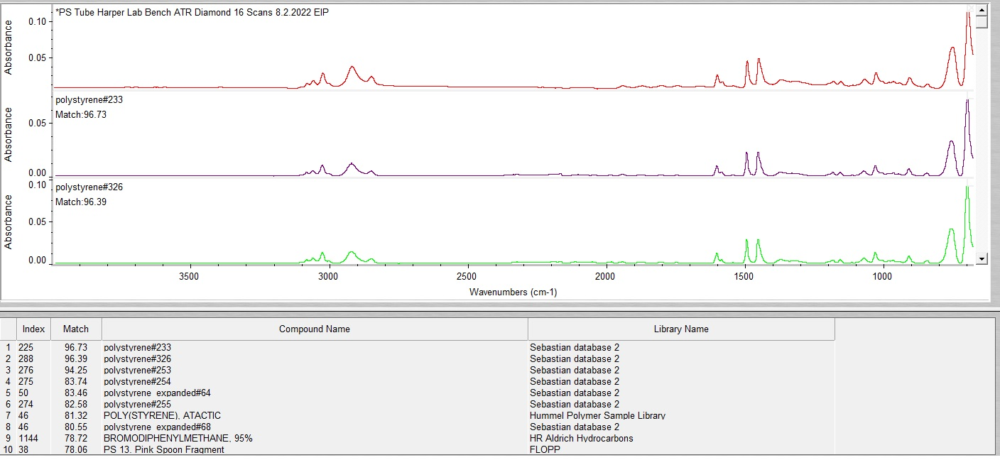 *PS Tube Harper Lab Bench ATR Diamond 16 Scans 8.2.2022 EIP
Absorbance
0.10
0.05
polystyrene#233
Match:96.73
Absorbance
0.05
0.00
polystyrene#326
Match:96.39
Absorbance
0.10
0.05
0.00
3500 3000 2500 2000 1500 1000
Wavenumbers (cm-1)
Index Match Compound Name Library Name
1 225 96.73 polystyrene#233 Sebastian database 2
2 288 96.39 polystyrene#326 Sebastian database 2
3 276 94.25 polystyrene#253 Sebastian database 2
4 275 83.74 polystyrene#254 Sebastian database 2
5 50 83.46 polystyrene expanded#64 Sebastian database 2
6 274 82.58 polystyrene#255 Sebastian database 2
7 46 81.32 POLY(STYRENE), ATACTIC Hummel Polymer Sample Library
8 46 80.55 polystyrene expanded#68 Sebastian database 2
9 1144 78.72 BROMODIPHENYLMETHANE, 95% HR Aldrich Hydrocarbons
10 38 78.06 PS 13. Pink Spoon Fragment FLOPP